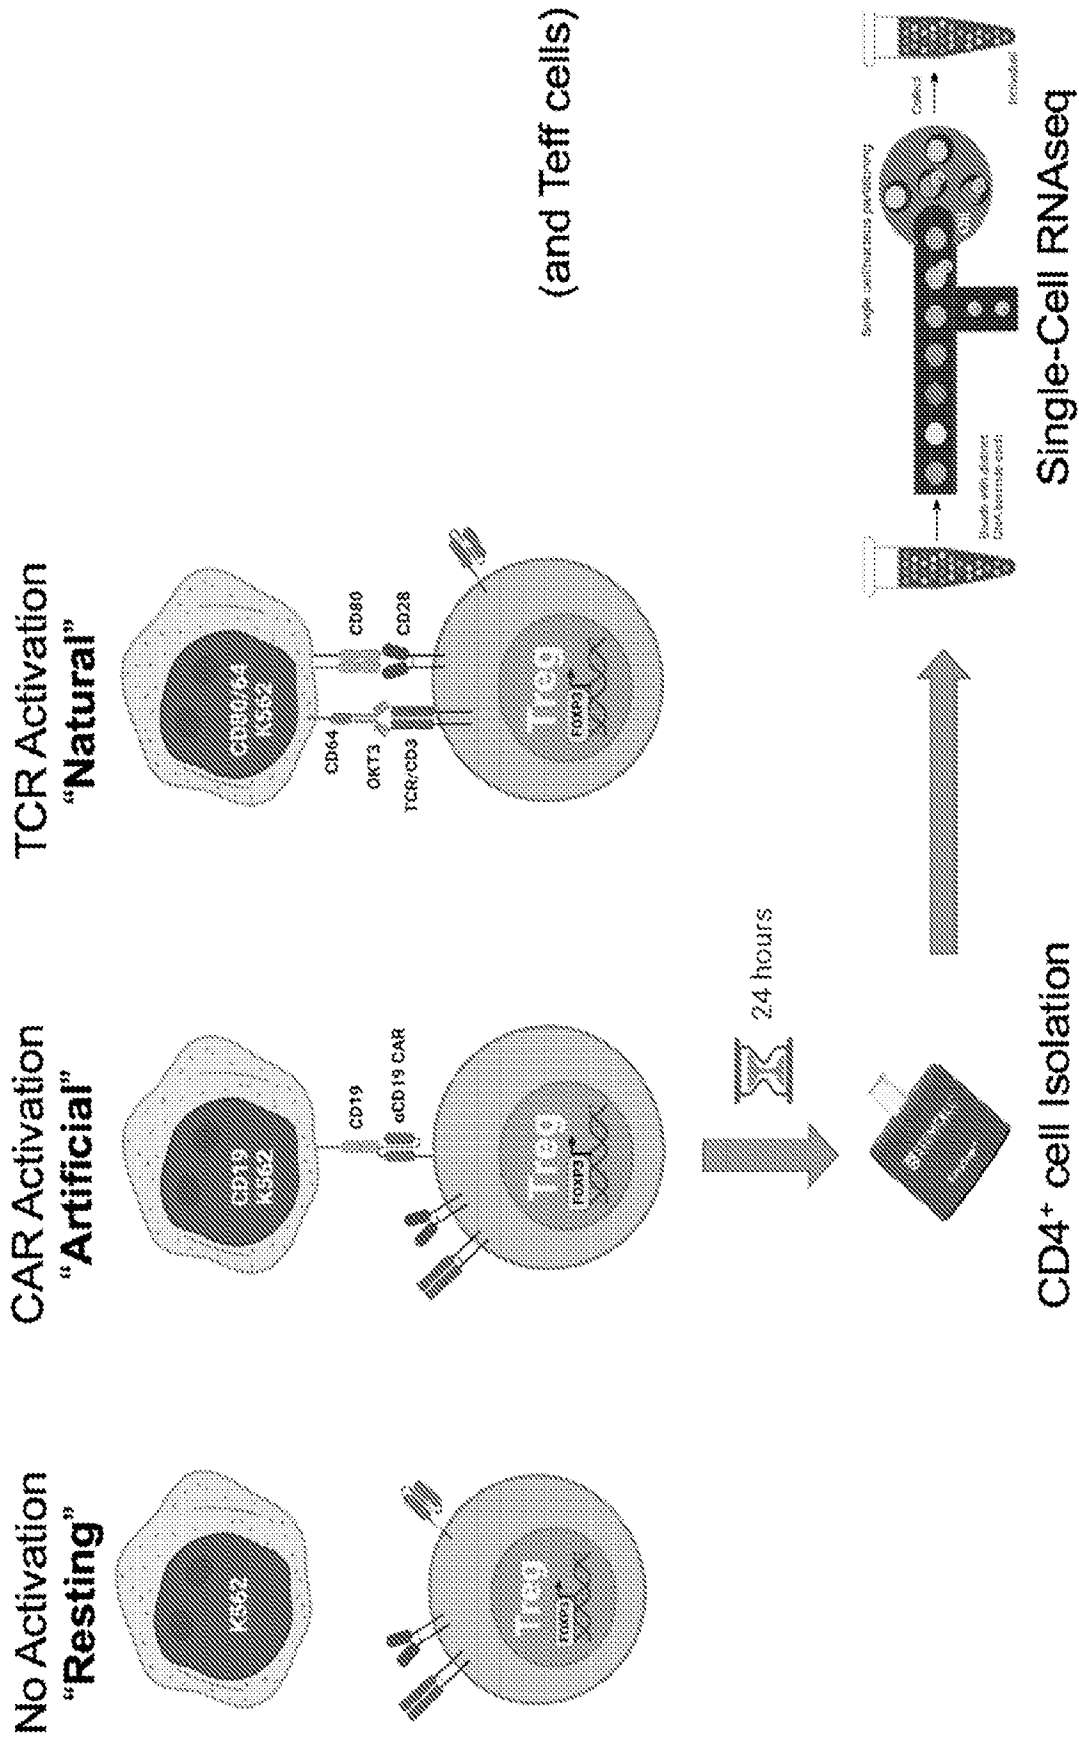 No Activation
“Resting”
K562
Treg
FOXP3
CAR Activation
“Artificial”
CD19
K562
CD19
αCD19 CAR
Treg
FOXP3
TCR Activation
“Natural”
CD80/64
K562
CD64
OKT3
TCR/CD3
CD80
CD28
Treg
FOXP3
(and Teff cells)
24 hours
CD4⁺ cell Isolation
Collect
Single-Cell RNAseq